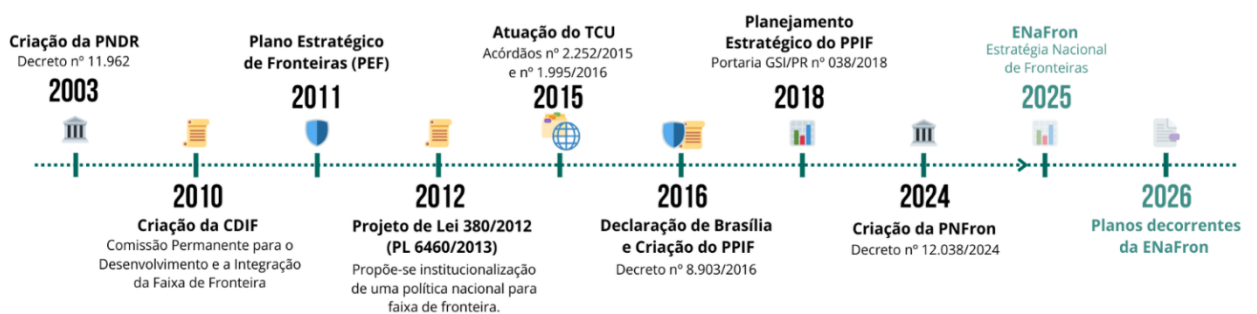 Criação da PNDR
Decreto nº 11.962
2003
2010
Criação da CDIF
Comissão Permanente para o
Desenvolvimento e a Integração
da Faixa de Fronteira
Plano Estratégico
de Fronteiras (PEF)
2011
2012
Projeto de Lei 380/2012
(PL 6460/2013)
Propõe-se institucionalização
de uma política nacional para
faixa de fronteira.
Atuação do TCU
Acórdãos nº 2.252/2015
e nº 1.995/2016
2015
2016
Declaração de Brasília
e Criação do PPIF
Decreto nº 8.903/2016
Planejamento
Estratégico do PPIF
Portaria GSI/PR nº 038/2018
2018
2024
Criação da PNFron
Decreto nº 12.038/2024
ENaFron
Estratégia Nacional
de Fronteiras
2025
2026
Planos decorrentes
da ENaFron